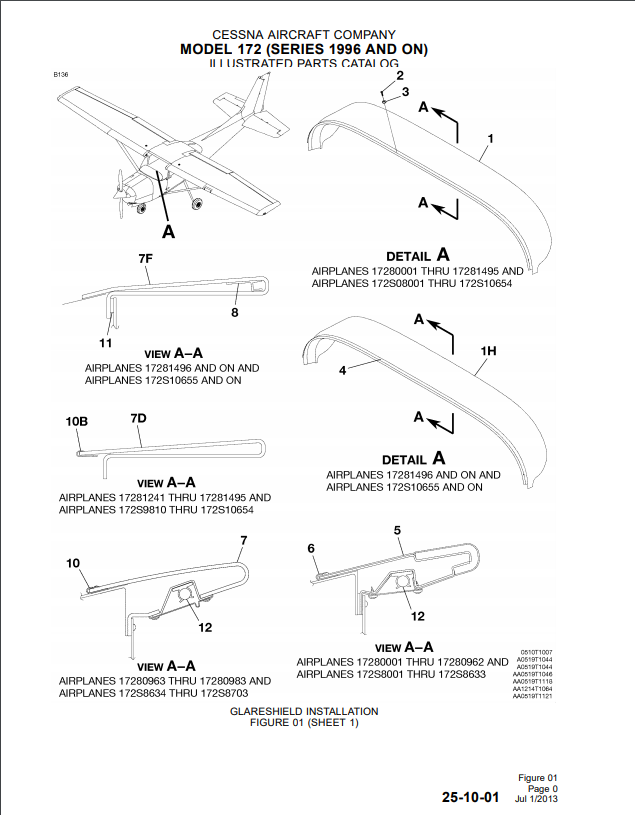 CESSNA AIRCRAFT COMPANY
MODEL 172 (SERIES 1996 AND ON)
ILLUSTRATED PARTS CATALOG
B136
2
3
A
1
A
A
DETAIL A
AIRPLANES 17280001 THRU 17281495 AND
AIRPLANES 172S08001 THRU 172S10654
7F
8
11
VIEW A–A
AIRPLANES 17281496 AND ON AND
AIRPLANES 172S10655 AND ON
A
1H
4
A
DETAIL A
AIRPLANES 17281496 AND ON AND
AIRPLANES 172S10655 AND ON
10B
7D
VIEW A–A
AIRPLANES 17281241 THRU 17281495 AND
AIRPLANES 172S9810 THRU 172S10654
7
10
12
VIEW A–A
AIRPLANES 17280963 THRU 17280983 AND
AIRPLANES 172S8634 THRU 172S8703
5
6
12
VIEW A–A
AIRPLANES 17280001 THRU 17280962 AND
AIRPLANES 172S8001 THRU 172S8633
0510T1007
A0519T1044
A0519T1044
AA0519T1046
AA0519T1118
AA1214T1064
AA0519T1121
GLARESHIELD INSTALLATION
FIGURE 01 (SHEET 1)
Figure 01
Page 0
25-10-01
Jul 1/2013